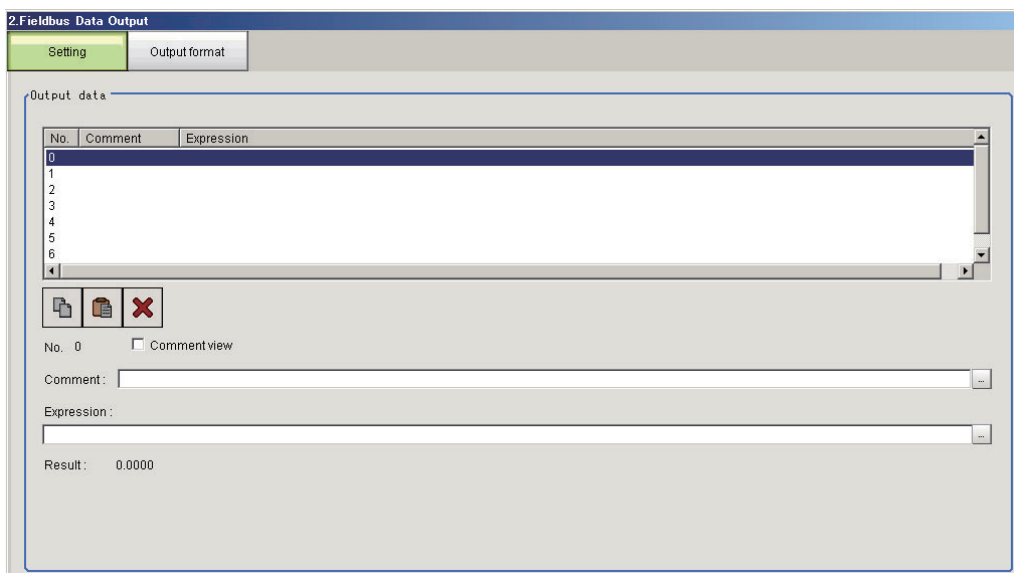 2.Fieldbus Data Output
Setting Output format
Output data
No. Comment Expression
0
1
2
3
4
5
6
No. 0 Comment view
Comment : ...
Expression :
...
Result : 0.0000